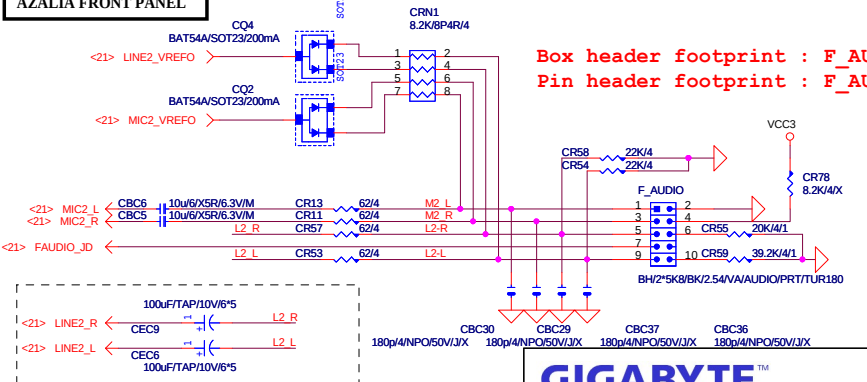 AZALIA FRONT PANEL
SOT
CQ4
BAT54A/SOT23/200mA
<21> LINE2_VREFO
SOT23
CRN1
8.2K/8P4R/4
1 2
3 4
5 6
7 8
CQ2
BAT54A/SOT23/200mA
<21> MIC2_VREFO
Box header footprint : F_AU
Pin header footprint : F_AU
VCC3
CR58 22K/4
CR54 22K/4
CR78
8.2K/4/X
F_AUDIO
<21> MIC2_L CBC6 10u/6/X5R/6.3V/M CR13 62/4 M2_L 1 2
<21> MIC2_R CBC5 10u/6/X5R/6.3V/M CR11 62/4 M2_R 3 4
L2_R CR57 62/4 L2-R 5 6 CR55 20K/4/1
<21> FAUDIO_JD 7
L2_L CR53 62/4 L2-L 9 10 CR59 39.2K/4/1
BH/2*5K8/BK/2.54/VA/AUDIO/PRT/TUR180
100uF/TAP/10V/6*5
<21> LINE2_R CEC9 1 + L2_R
<21> LINE2_L CEC6 1 + L2_L
100uF/TAP/10V/6*5
CBC30 CBC29 CBC37 CBC36
180p/4/NPO/50V/J/X 180p/4/NPO/50V/J/X 180p/4/NPO/50V/J/X 180p/4/NPO/50V/J/X
GIGABYTE™